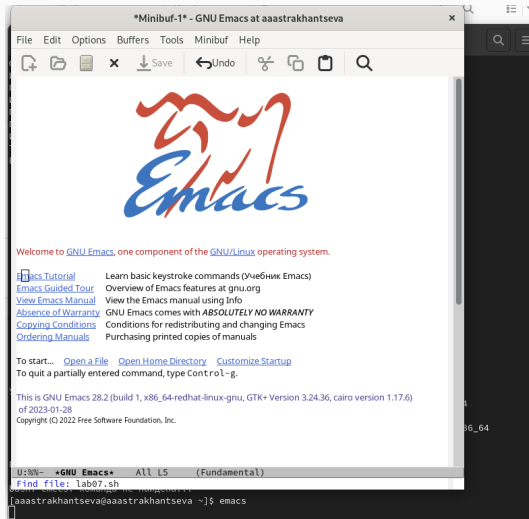 *Minibuf-1* - GNU Emacs at aaastrakhantseva
File Edit Options Buffers Tools Minibuf Help
Save Undo
Emacs
Welcome to GNU Emacs, one component of the GNU/Linux operating system.
Emacs Tutorial Learn basic keystroke commands (Учебник Emacs)
Emacs Guided Tour Overview of Emacs features at gnu.org
View Emacs Manual View the Emacs manual using Info
Absence of Warranty GNU Emacs comes with ABSOLUTELY NO WARRANTY
Copying Conditions Conditions for redistributing and changing Emacs
Ordering Manuals Purchasing printed copies of manuals
To start... Open a File Open Home Directory Customize Startup
To quit a partially entered command, type Control-g.
This is GNU Emacs 28.2 (build 1, x86_64-redhat-linux-gnu, GTK+ Version 3.24.36, cairo version 1.17.6)
of 2023-01-28
Copyright (C) 2022 Free Software Foundation, Inc.
86_64
U:%%- *GNU Emacs* All L5 (Fundamental)
Find file: lab07.sh
[aaastrakhantseva@aaastrakhantseva ~]$ emacs